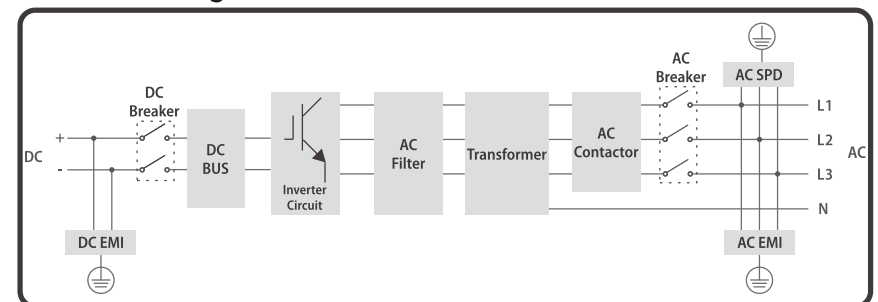 g
AC SPD
AC
Breaker
DC
Breaker
+
-
DC
DC
BUS
Inverter
Circuit
AC
Filter
Transformer
AC
Contactor
L1
L2
L3
N
AC
DC EMI
AC EMI